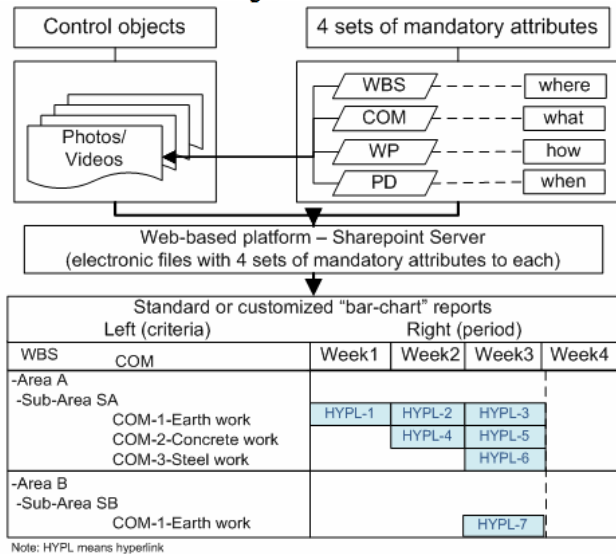 Control objects
4 sets of mandatory attributes
Photos/
Videos
WBS
where
COM
what
WP
how
PD
when
Web-based platform – Sharepoint Server
(electronic files with 4 sets of mandatory attributes to each)
Standard or customized “bar-chart” reports
Left (criteria)
Right (period)
WBS
COM
Week1
Week2
Week3
Week4
-Area A
-Sub-Area SA
COM-1-Earth work
HYPL-1
HYPL-2
HYPL-3
COM-2-Concrete work
HYPL-4
HYPL-5
COM-3-Steel work
HYPL-6
-Area B
-Sub-Area SB
COM-1-Earth work
HYPL-7
Note: HYPL means hyperlink